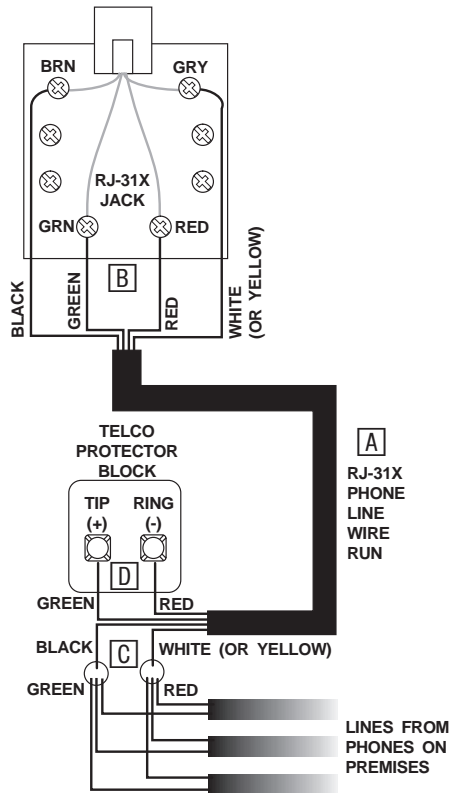 BRN
GRY
RJ-31X
JACK
GRN
RED
B
BLACK
GREEN
RED
WHITE
(OR YELLOW)
A
RJ-31X
PHONE
LINE
WIRE
RUN
TELCO
PROTECTOR
BLOCK
TIP
(+)
RING
(-)
D
GREEN
RED
BLACK
C
WHITE (OR YELLOW)
GREEN
RED
LINES FROM
PHONES ON
PREMISES